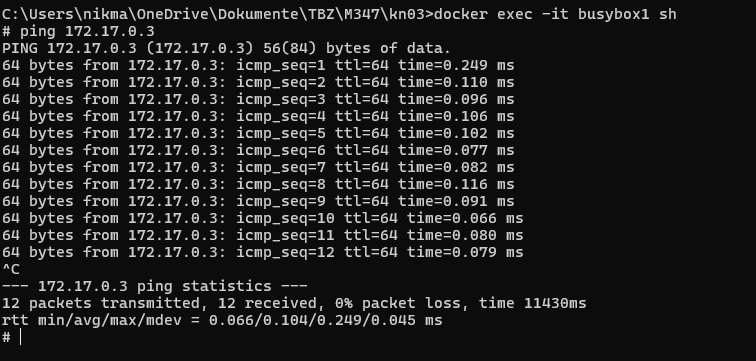 C:\Users\nikma\OneDrive\Dokumente\TBZ\M347\kn03>docker exec -it busybox1 sh
# ping 172.17.0.3
PING 172.17.0.3 (172.17.0.3) 56(84) bytes of data.
64 bytes from 172.17.0.3: icmp_seq=1 ttl=64 time=0.249 ms
64 bytes from 172.17.0.3: icmp_seq=2 ttl=64 time=0.110 ms
64 bytes from 172.17.0.3: icmp_seq=3 ttl=64 time=0.096 ms
64 bytes from 172.17.0.3: icmp_seq=4 ttl=64 time=0.106 ms
64 bytes from 172.17.0.3: icmp_seq=5 ttl=64 time=0.102 ms
64 bytes from 172.17.0.3: icmp_seq=6 ttl=64 time=0.077 ms
64 bytes from 172.17.0.3: icmp_seq=7 ttl=64 time=0.082 ms
64 bytes from 172.17.0.3: icmp_seq=8 ttl=64 time=0.116 ms
64 bytes from 172.17.0.3: icmp_seq=9 ttl=64 time=0.091 ms
64 bytes from 172.17.0.3: icmp_seq=10 ttl=64 time=0.066 ms
64 bytes from 172.17.0.3: icmp_seq=11 ttl=64 time=0.080 ms
64 bytes from 172.17.0.3: icmp_seq=12 ttl=64 time=0.079 ms
^C
--- 172.17.0.3 ping statistics ---
12 packets transmitted, 12 received, 0% packet loss, time 11430ms
rtt min/avg/max/mdev = 0.066/0.104/0.249/0.045 ms
#